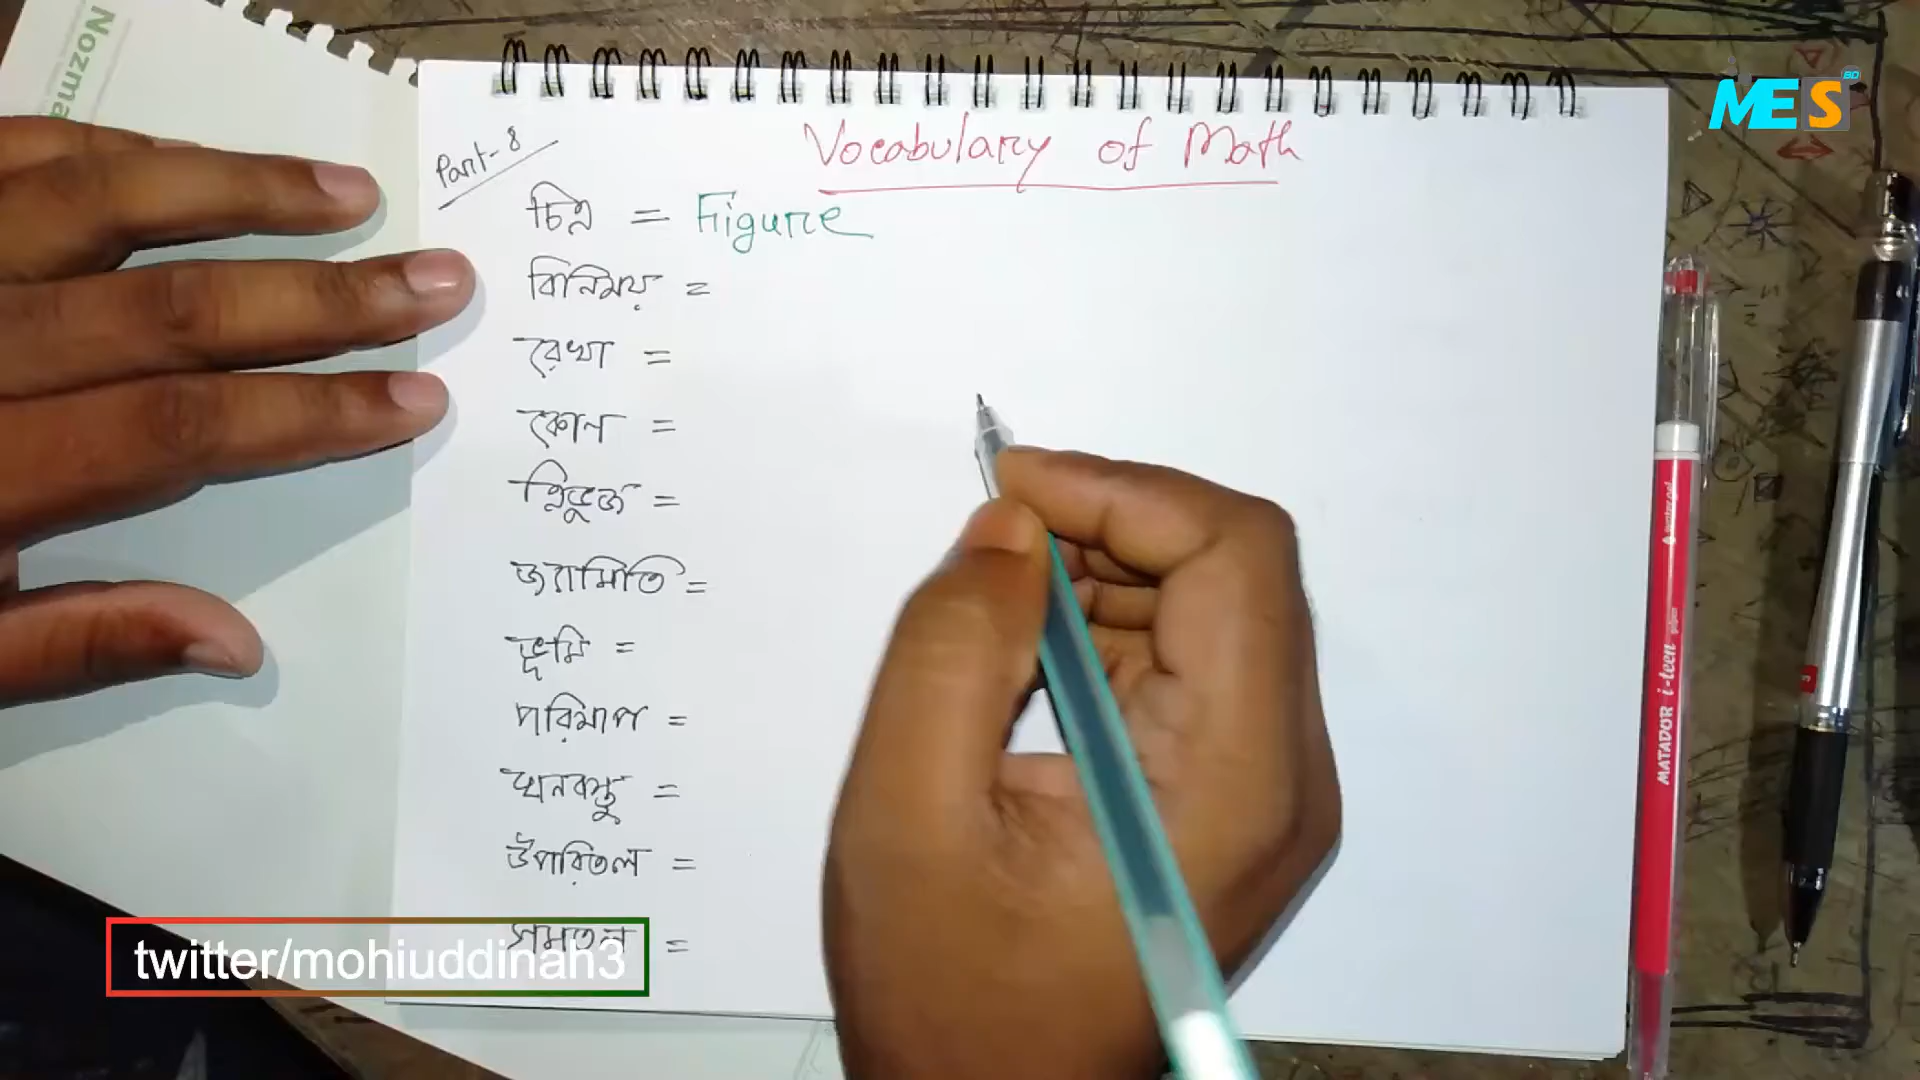 Nozma
MES BD
Part-8
Vocabulary of Math
চিত্র = Figure
বিনিময় =
রেখা =
কোণ =
ত্রিভুজ =
জ্যামিতি =
ভূমি =
পরিমাপ =
ঘনবস্তু =
উপরিতল =
সমতল =
twitter/mohiuddinah3
MATADOR i-teen